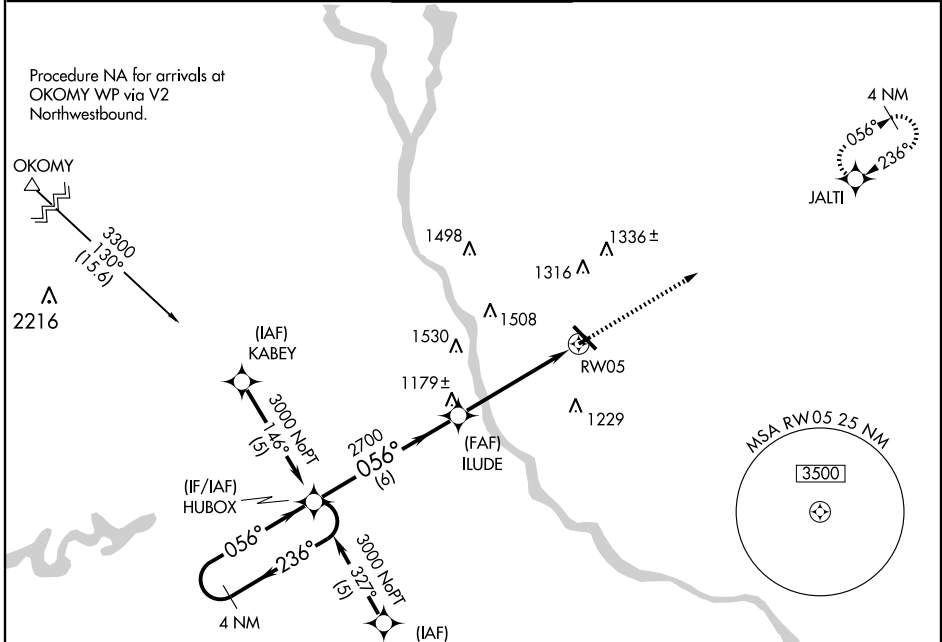 Procedure NA for arrivals at
OKOMY WP via V2
Northwestbound.
4 NM
056°
236°
JALTI
OKOMY
3300
130°
(15.6)
2216
1498
1336 ±
1316
1508
1530
1179 ±
RW05
1229
(IAF)
KABEY
3000 NoPT
146°
(5)
2700
056°
(6)
(FAF)
ILUDE
(IF/IAF)
HUBOX
056°
236°
4 NM
3000 NoPT
327°
(5)
(IAF)
MSA RW05 25 NM
3500